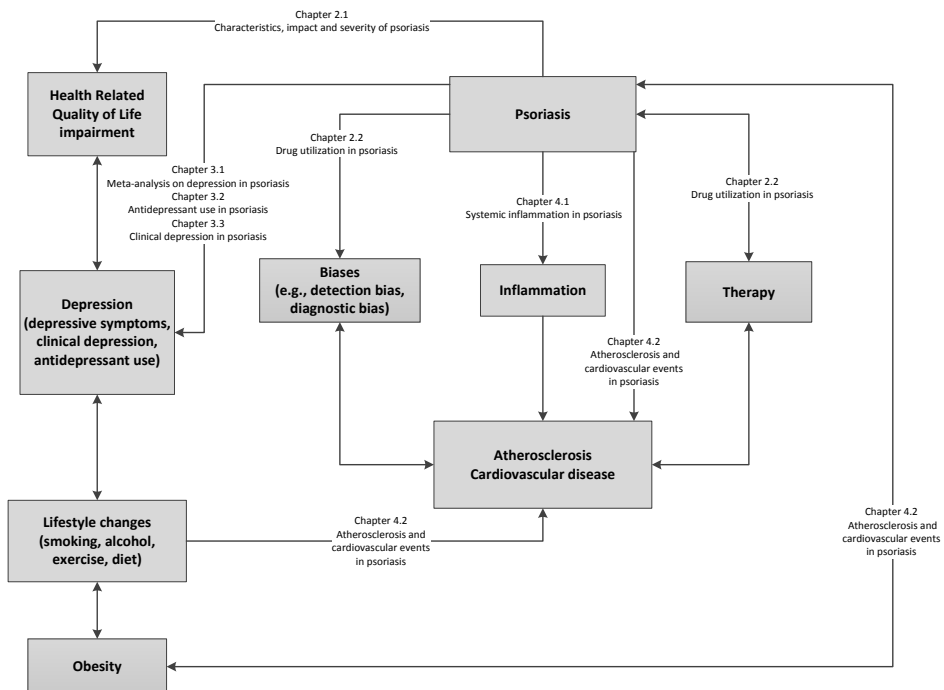 Chapter 2.1
Characteristics, impact and severity of psoriasis
Health Related
Quality of Life
impairment
Psoriasis
Chapter 2.2
Drug utilization in psoriasis
Chapter 3.1
Meta-analysis on depression in psoriasis
Chapter 3.2
Antidepressant use in psoriasis
Chapter 3.3
Clinical depression in psoriasis
Chapter 4.1
Systemic inflammation in psoriasis
Chapter 2.2
Drug utilization in psoriasis
Biases
(e.g., detection bias,
diagnostic bias)
Inflammation
Therapy
Depression
(depressive symptoms,
clinical depression,
antidepressant use)
Chapter 4.2
Atherosclerosis and
cardiovascular events
in psoriasis
Atherosclerosis
Cardiovascular disease
Lifestyle changes
(smoking, alcohol,
exercise, diet)
Chapter 4.2
Atherosclerosis and
cardiovascular events
in psoriasis
Chapter 4.2
Atherosclerosis and
cardiovascular events
in psoriasis
Obesity